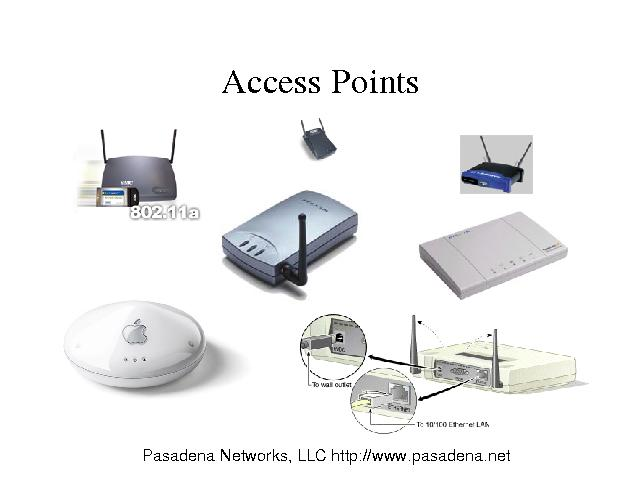 Access Points
802.11a
To wall outlet
To 10/100 Ethernet LAN
Pasadena Networks, LLC http://www.pasadena.net